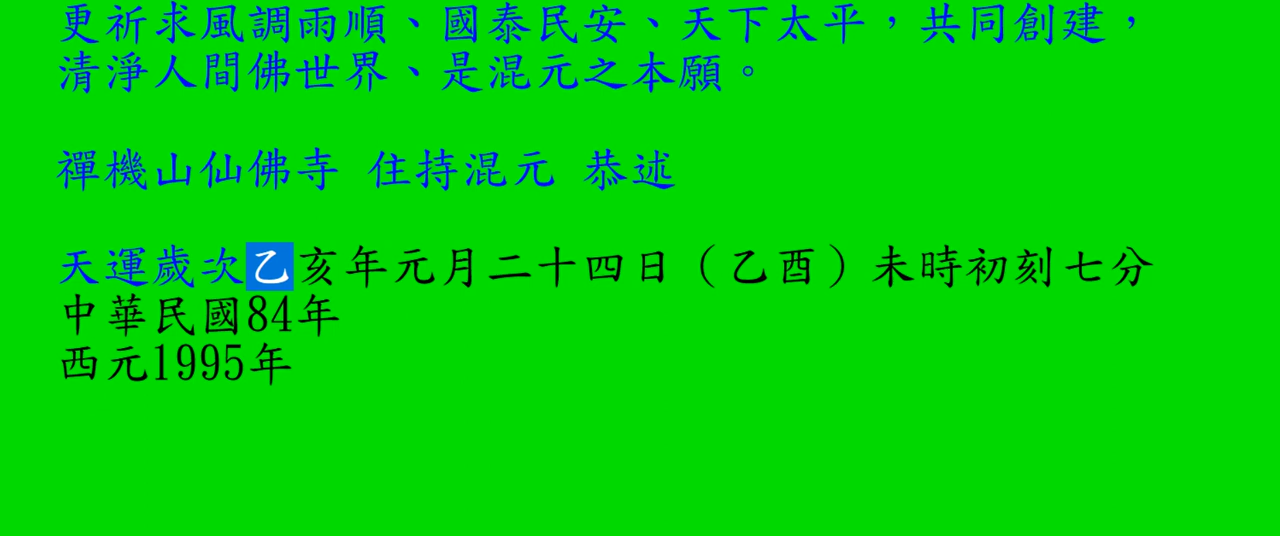 更祈求風調雨順、國泰民安、天下太平，共同創建，
清淨人間佛世界、是混元之本願。
禪機山仙佛寺 住持混元 恭述
天運歲次乙亥年元月二十四日（乙酉）未時初刻七分
中華民國84年
西元1995年